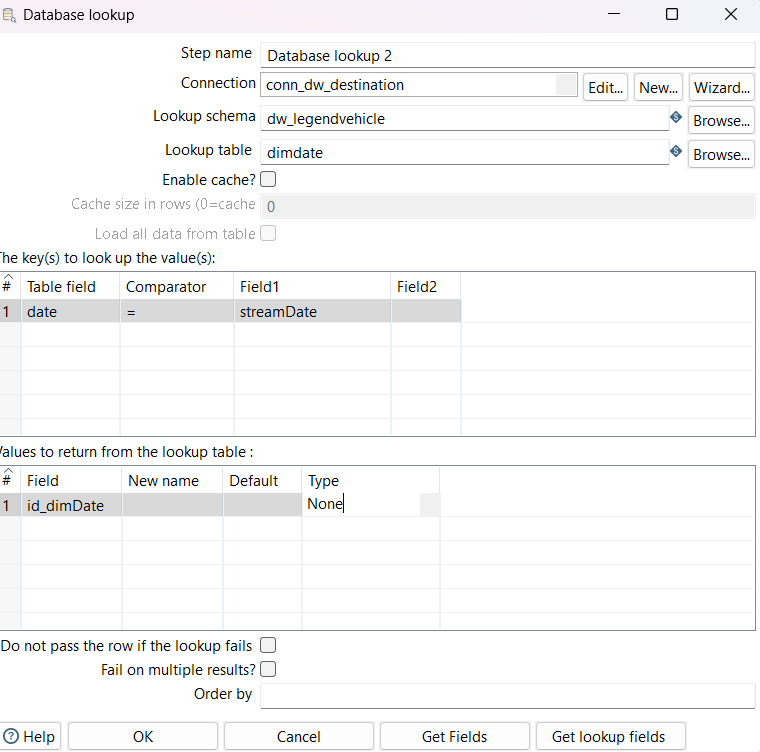 Database lookup
Step name Database lookup 2
Connection conn_dw_destination Edit... New... Wizard...
Lookup schema dw_legendvehicle S Browse...
Lookup table dimdate S Browse...
Enable cache?
Cache size in rows (0=cache 0
Load all data from table
The key(s) to look up the value(s):
# Table field Comparator Field1 Field2
1 date = streamDate
Values to return from the lookup table :
# Field New name Default Type
1 id_dimDate None
Do not pass the row if the lookup fails
Fail on multiple results?
Order by
? Help OK Cancel Get Fields Get lookup fields